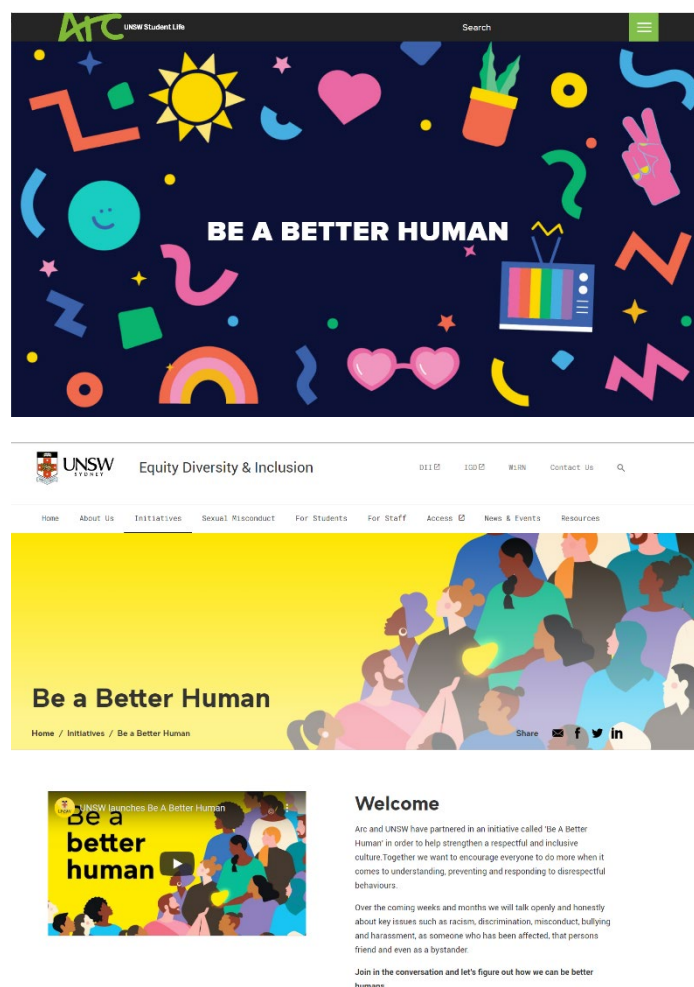 Arc UNSW Student Life
Search
BE A BETTER HUMAN
UNSW
SYDNEY
Equity Diversity & Inclusion
DII
IGD
WiRN
Contact Us
Home
About Us
Initiatives
Sexual Misconduct
For Students
For Staff
Access
News & Events
Resources
Be a Better Human
Home / Initiatives / Be a Better Human
Share
UNSW launches Be A Better Human
Be a
better
human
Welcome
Arc and UNSW have partnered in an initiative called 'Be A Better
Human' in order to help strengthen a respectful and inclusive
culture.Together we want to encourage everyone to do more when it
comes to understanding, preventing and responding to disrespectful
behaviours.
Over the coming weeks and months we will talk openly and honestly
about key issues such as racism, discrimination, misconduct, bullying
and harassment, as someone who has been affected, that persons
friend and even as a bystander.
Join in the conversation and let's figure out how we can be better
humans